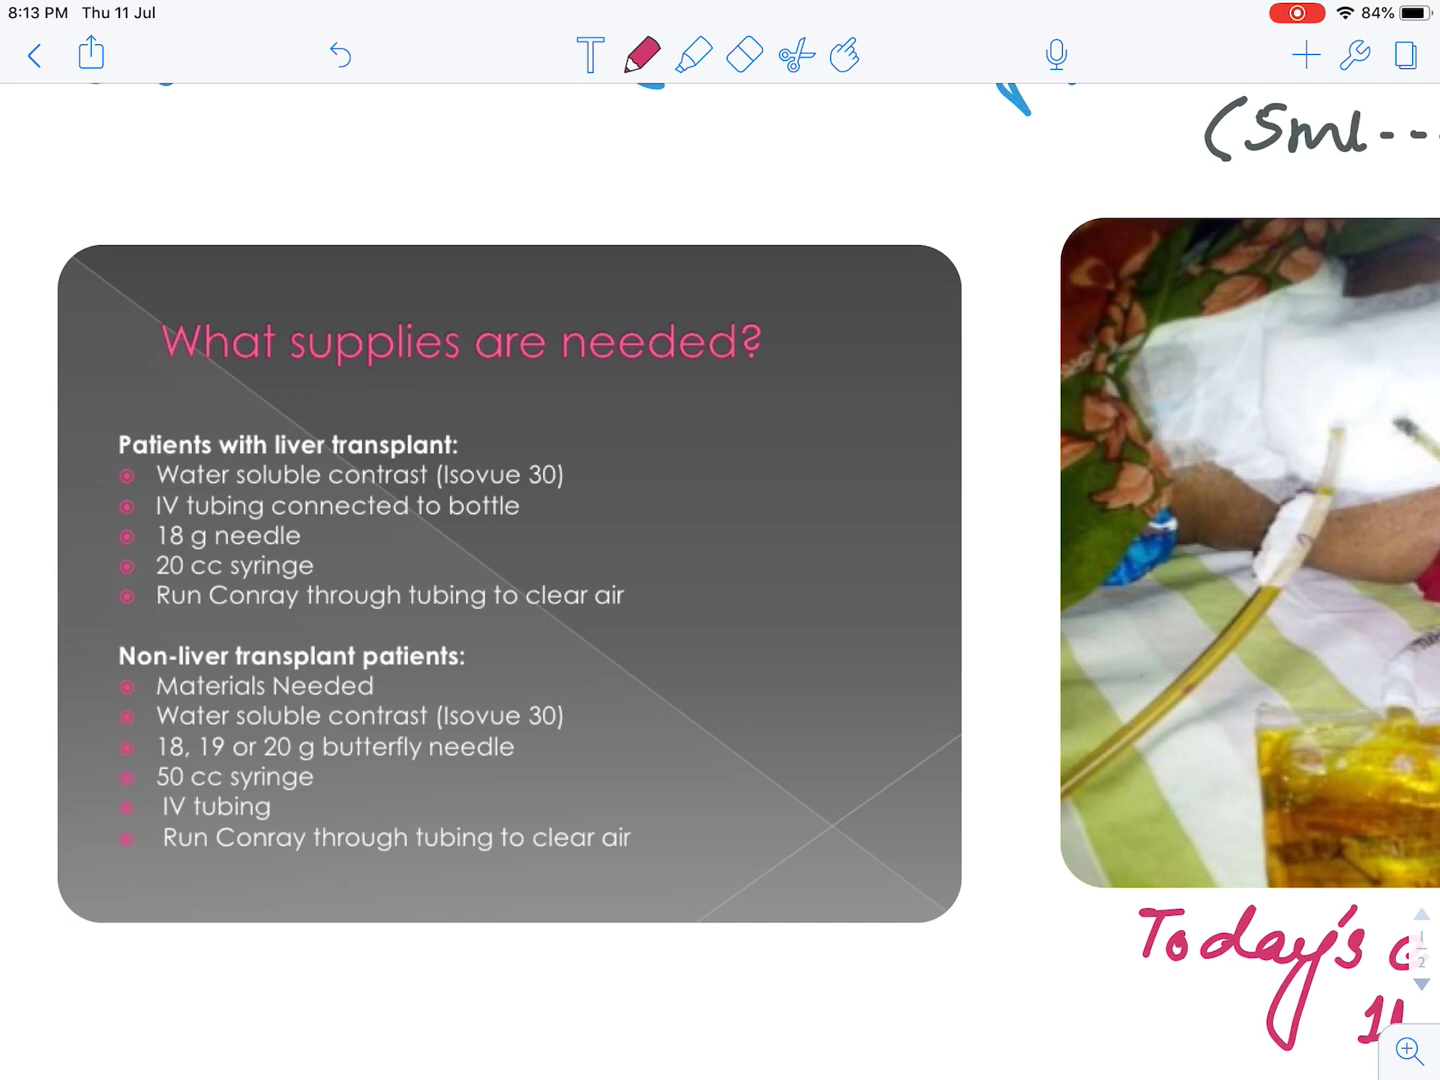 8:13 PM Thu 11 Jul
84%
T
(5ml---
What supplies are needed?
Patients with liver transplant:
Water soluble contrast (Isovue 30)
IV tubing connected to bottle
18 g needle
20 cc syringe
Run Conray through tubing to clear air
Non-liver transplant patients:
Materials Needed
Water soluble contrast (Isovue 30)
18, 19 or 20 g butterfly needle
50 cc syringe
IV tubing
Run Conray through tubing to clear air
Today's
1
2